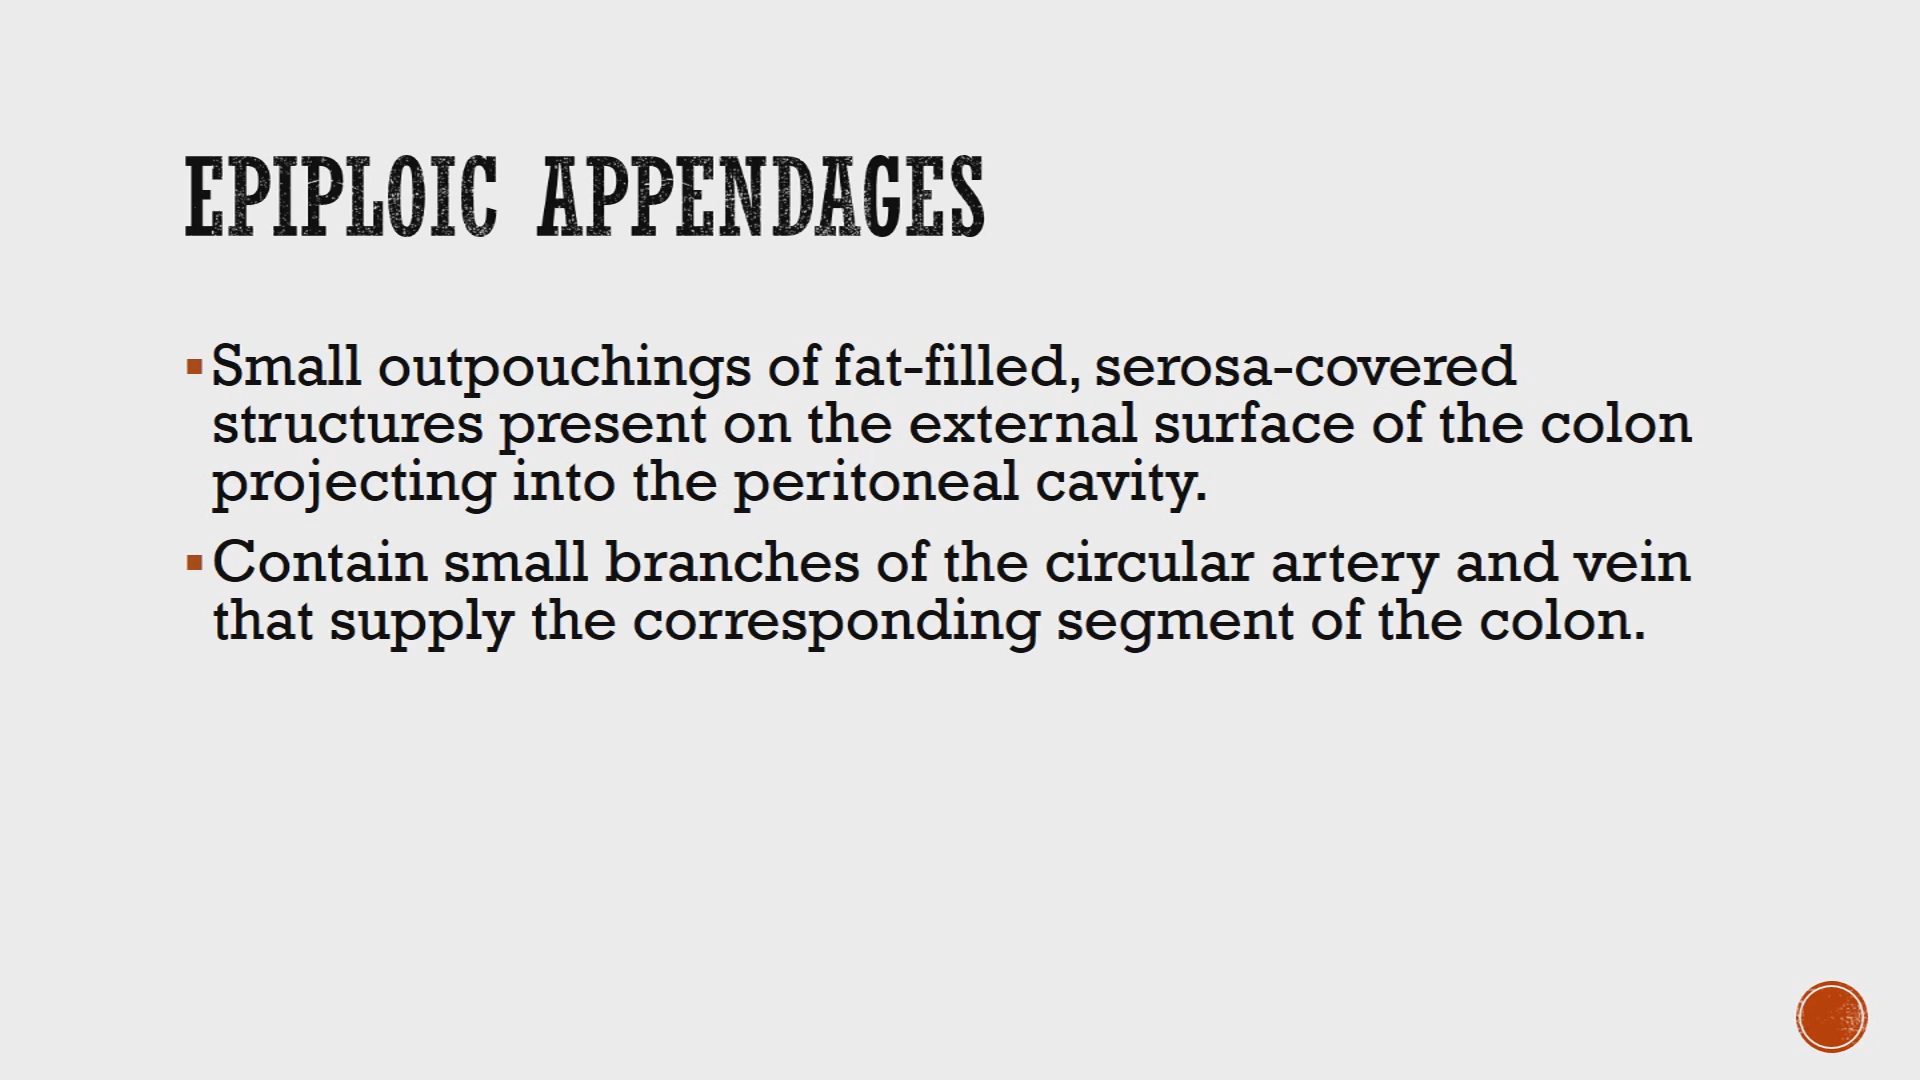 EPIPLOIC APPENDAGES
▪Small outpouchings of fat-filled, serosa-covered
structures present on the external surface of the colon
projecting into the peritoneal cavity.
▪Contain small branches of the circular artery and vein
that supply the corresponding segment of the colon.